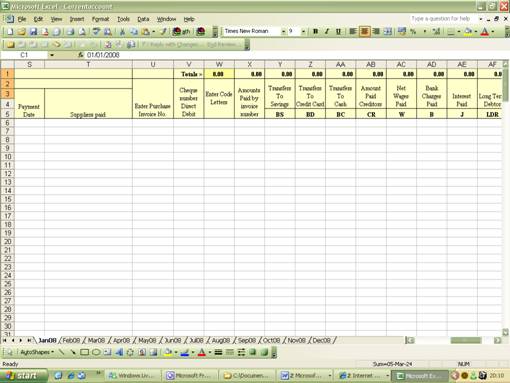 Microsoft Excel - Currentaccount
File Edit View Insert Format Tools Data Window Help
Type a question for help
Times New Roman 9
Reply with Changes... End Review...
C1 fx 01/01/2008
S T U V W X Y Z AA AB AC AD AE AF
1 Totals = 0.00 0.00 0.00 0.00 0.00 0.00 0.00 0.00 0.00 0.00
2
3
4
5
Payment Date
Suppliers paid
Enter Purchase Invoice No.
Cheque number Direct Debit
Enter Code Letters
Amounts Paid by invoice number
Transfers To Savings
Transfers To Credit Card
Transfers To Cash
Amount Paid Creditors
Net Wages Paid
Bank Charges Paid
Interest Paid
Long Ter Debtor
BS BD BC CR W B J LDR
6
7
8
9
10
11
12
13
14
15
16
17
18
19
20
21
22
23
24
25
26
27
28
29
30
31
Jan08 Feb08 Mar08 Apr08 May08 Jun08 Jul08 Aug08 Sep08 Oct08 Nov08 Dec08
AutoShapes
Ready Sum=05-Mar-24 NUM
start Windows Live... Microsoft Fr... C:\Documen... 2 Microsof... 2 Internet ... Microsoft Ex... 20:10